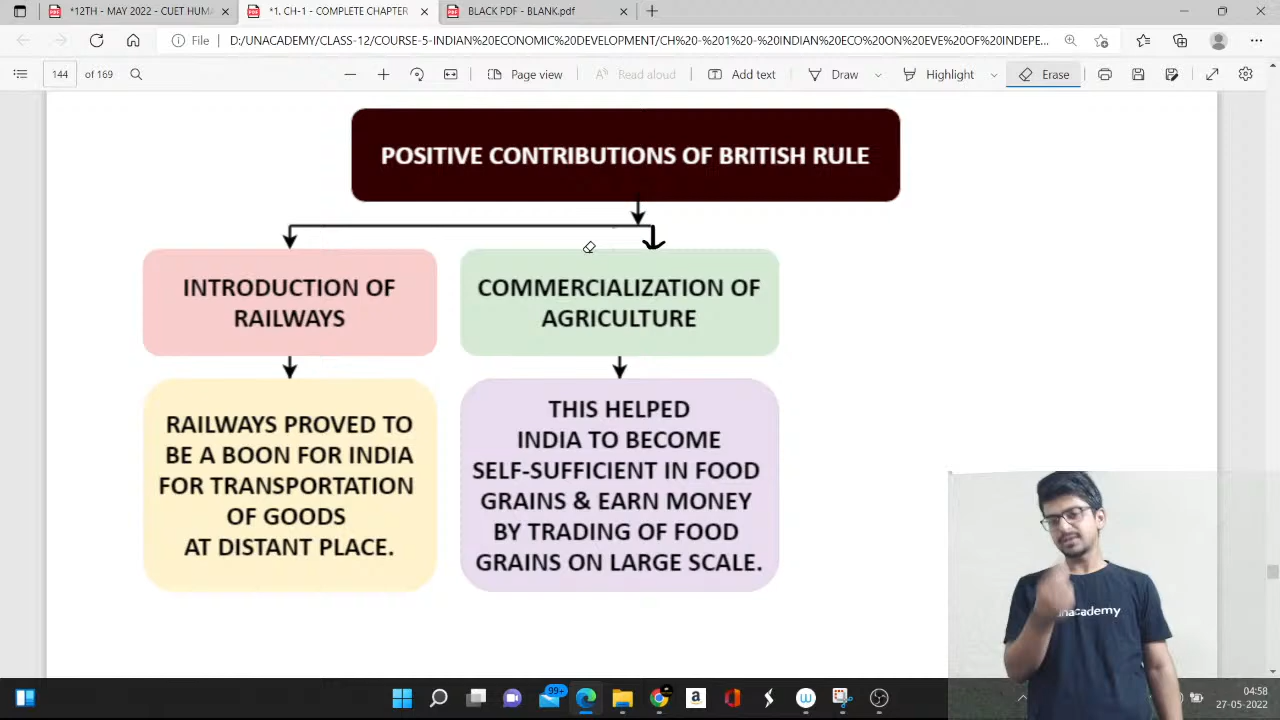 *12TH - MAY 2022 - CUET HUM
*1. CH-1 - COMPLETE CHAPTER
BLACK PDF - BLANK.pdf
File
D:/UNACADEMY/CLASS-12/COURSE-5-INDIAN%20ECONOMIC%20DEVELOPMENT/CH%20-%201%20-%20INDIAN%20ECO%20ON%20EVE%20OF%20INDEPE...
144 of 169
Page view
Read aloud
Add text
Draw
Highlight
Erase
POSITIVE CONTRIBUTIONS OF BRITISH RULE
INTRODUCTION OF
RAILWAYS
COMMERCIALIZATION OF
AGRICULTURE
RAILWAYS PROVED TO
BE A BOON FOR INDIA
FOR TRANSPORTATION
OF GOODS
AT DISTANT PLACE.
THIS HELPED
INDIA TO BECOME
SELF-SUFFICIENT IN FOOD
GRAINS & EARN MONEY
BY TRADING OF FOOD
GRAINS ON LARGE SCALE.
unacademy
99+
04:58
27-05-2022